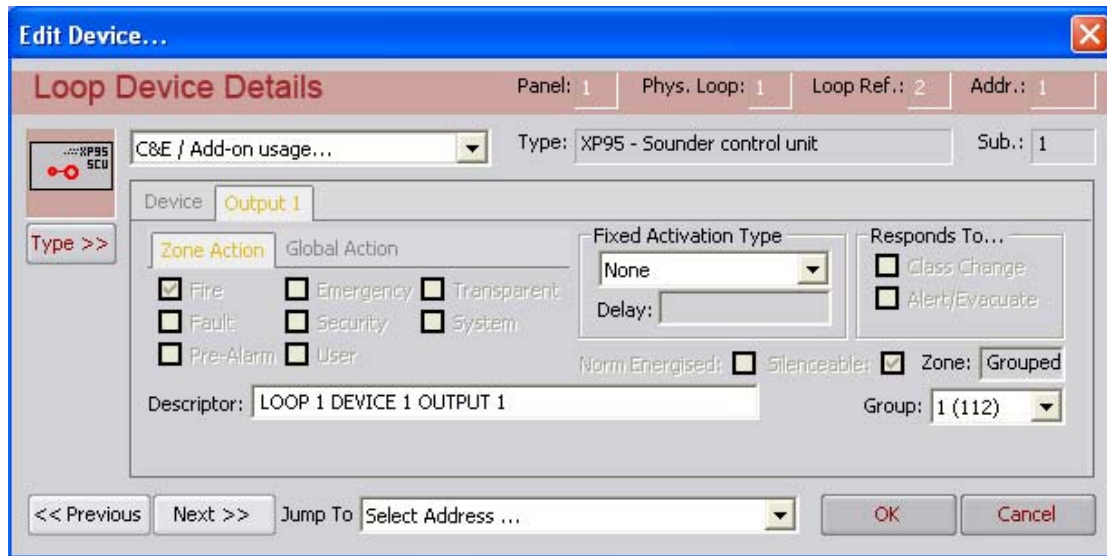 Edit Device...
Loop Device Details Panel: 1 Phys. Loop: 1 Loop Ref.: 2 Addr.: 1
XP95 SCU
C&E / Add-on usage... Type: XP95 - Sounder control unit Sub.: 1
Device Output 1
Type >>
Zone Action Global Action Fixed Activation Type Responds To...
Fire Emergency Transparent None Class Change
Fault Security System Delay: Alert/Evacuate
Pre-Alarm User Norm Energised: Silenceable: Zone: Grouped
Descriptor: LOOP 1 DEVICE 1 OUTPUT 1 Group: 1 (112)
<< Previous Next >> Jump To Select Address ... OK Cancel